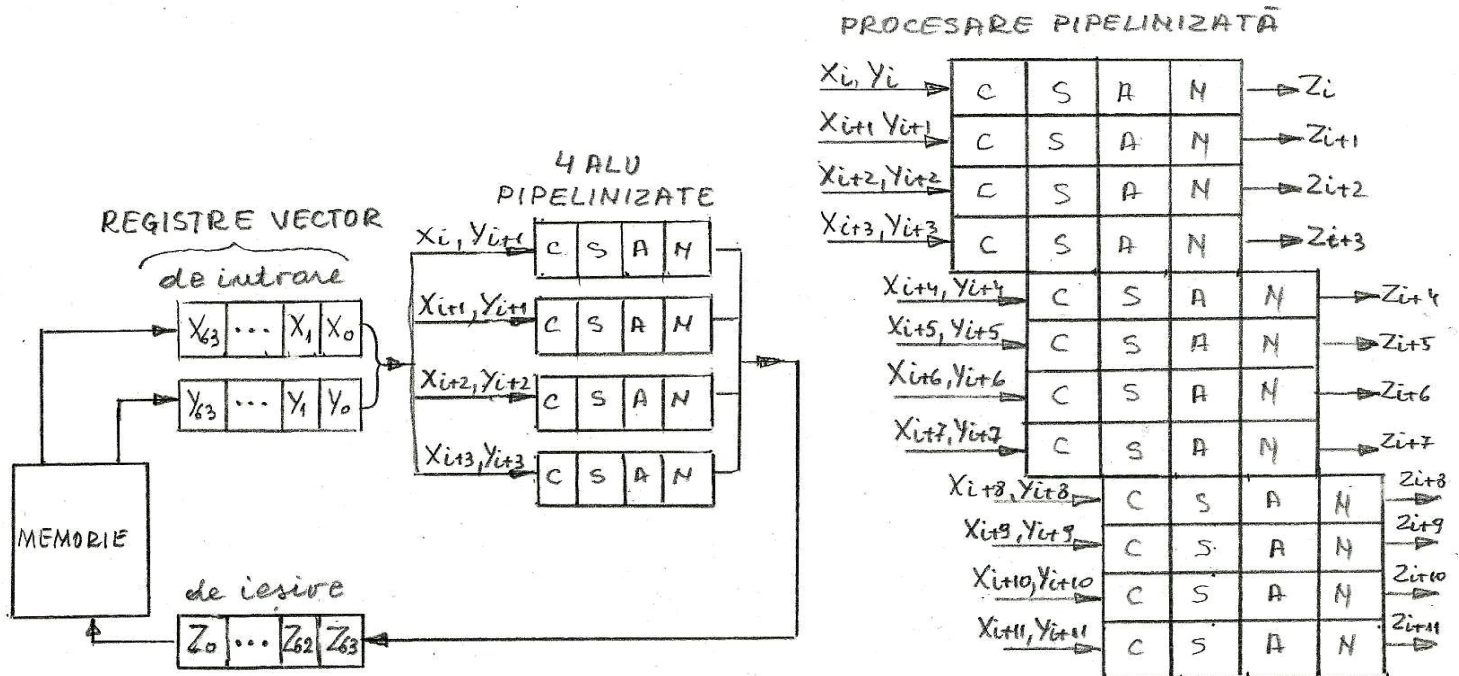 PROCESARE PIPELINIZATĂ
4 ALU
PIPELINIZATE
REGISTRE VECTOR
de intrare
X63 ... X1 X0
Y63 ... Y1 Y0
MEMORIE
de iesire
Z0 ... Z62 Z63
Xi, Yi+1 C S A N
Xi+1, Yi+1 C S A N
Xi+2, Yi+2 C S A N
Xi+3, Yi+3 C S A N
Xi, Yi C S A N Zi
Xi+1 Yi+1 C S A N Zi+1
Xi+2, Yi+2 C S A N Zi+2
Xi+3, Yi+3 C S A N Zi+3
Xi+4, Yi+4 C S A N Zi+4
Xi+5, Yi+5 C S A N Zi+5
Xi+6, Yi+6 C S A N Zi+6
Xi+7, Yi+7 C S A N Zi+7
Xi+8, Yi+8 C S A N Zi+8
Xi+9, Yi+9 C S A N Zi+9
Xi+10, Yi+10 C S A N Zi+10
Xi+11, Yi+11 C S A N Zi+11